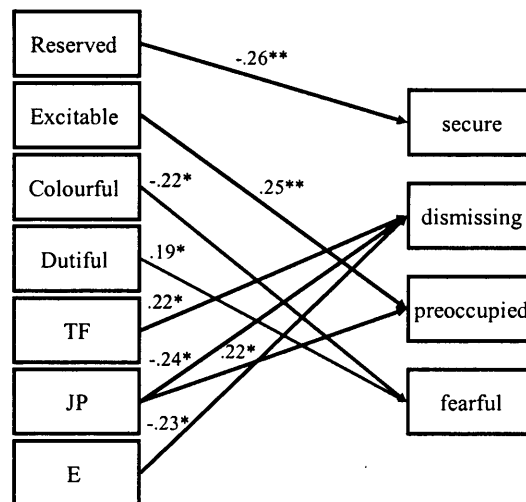 Reserved
-.26**
Excitable
secure
Colourful
-.22*
.25**
dismissing
Dutiful
.19*
preoccupied
TF
.22*
-.24*
.22*
JP
fearful
-.23*
E